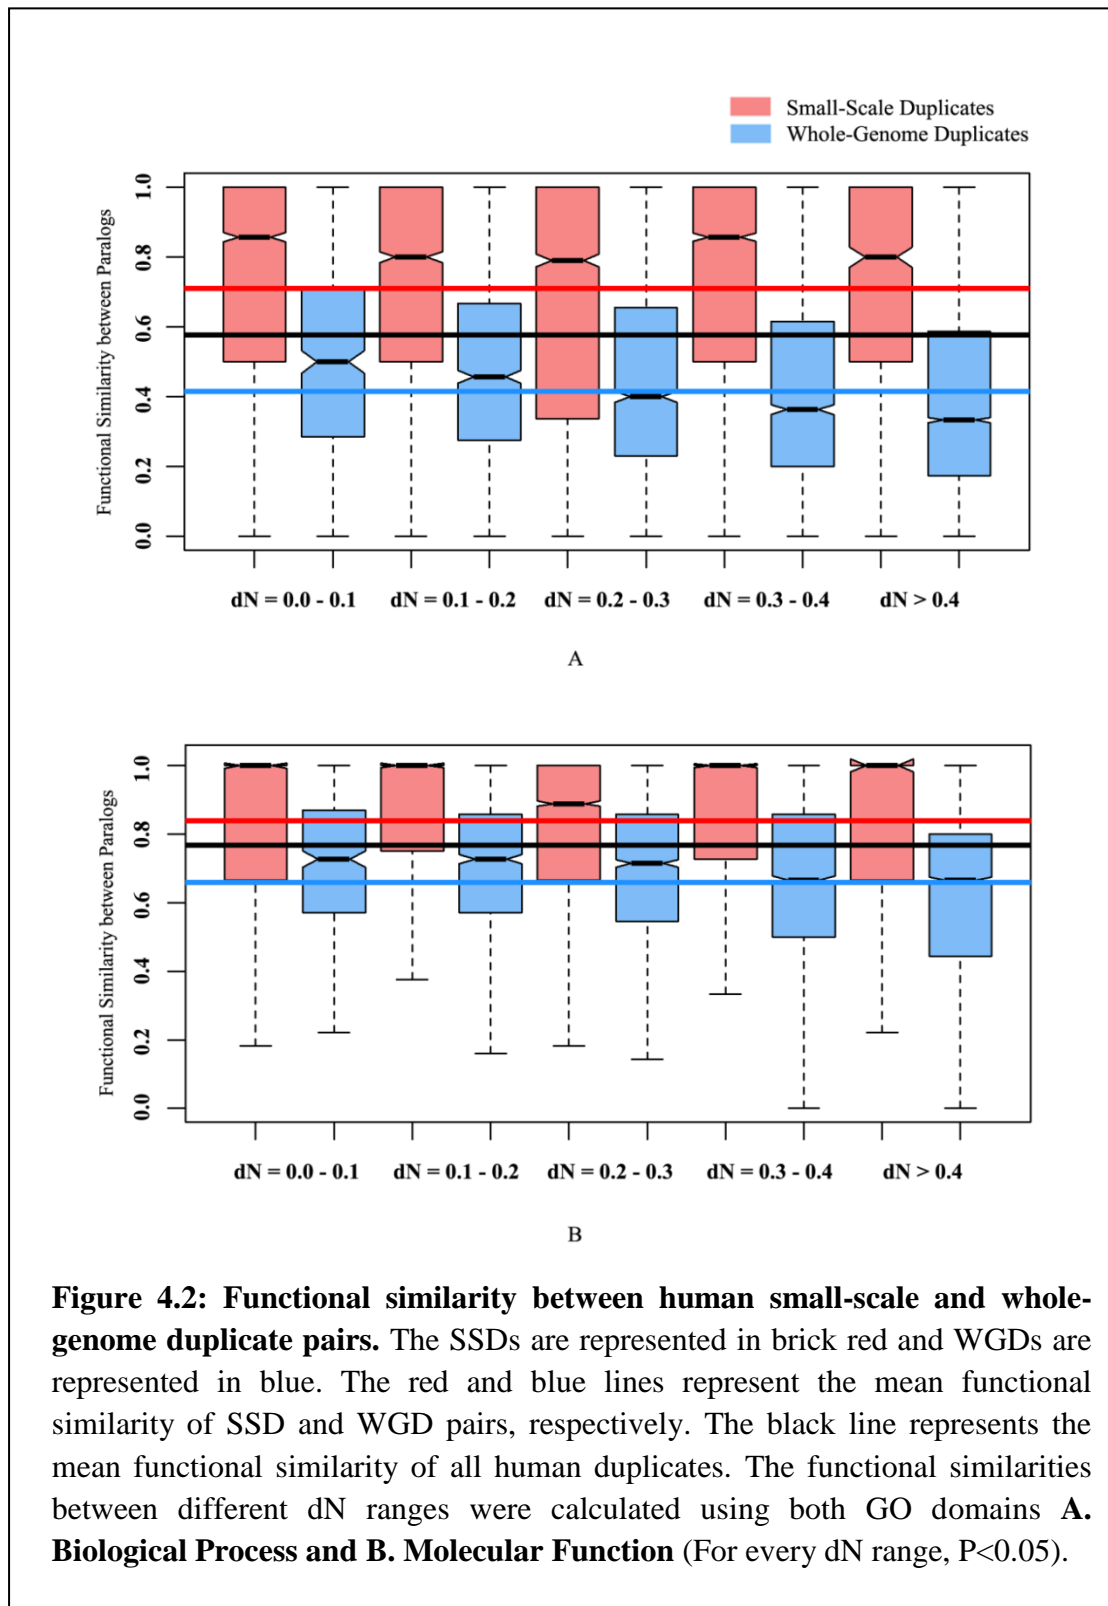 Small-Scale Duplicates
Whole-Genome Duplicates
Functional Similarity between Paralogs
1.0
0.8
0.6
0.4
0.2
0.0
dN = 0.0 - 0.1 dN = 0.1 - 0.2 dN = 0.2 - 0.3 dN = 0.3 - 0.4 dN > 0.4
A
Functional Similarity between Paralogs
1.0
0.8
0.6
0.4
0.2
0.0
dN = 0.0 - 0.1 dN = 0.1 - 0.2 dN = 0.2 - 0.3 dN = 0.3 - 0.4 dN > 0.4
B
Figure 4.2: Functional similarity between human small-scale and whole-
genome duplicate pairs. The SSDs are represented in brick red and WGDs are
represented in blue. The red and blue lines represent the mean functional
similarity of SSD and WGD pairs, respectively. The black line represents the
mean functional similarity of all human duplicates. The functional similarities
between different dN ranges were calculated using both GO domains A.
Biological Process and B. Molecular Function (For every dN range, P<0.05).